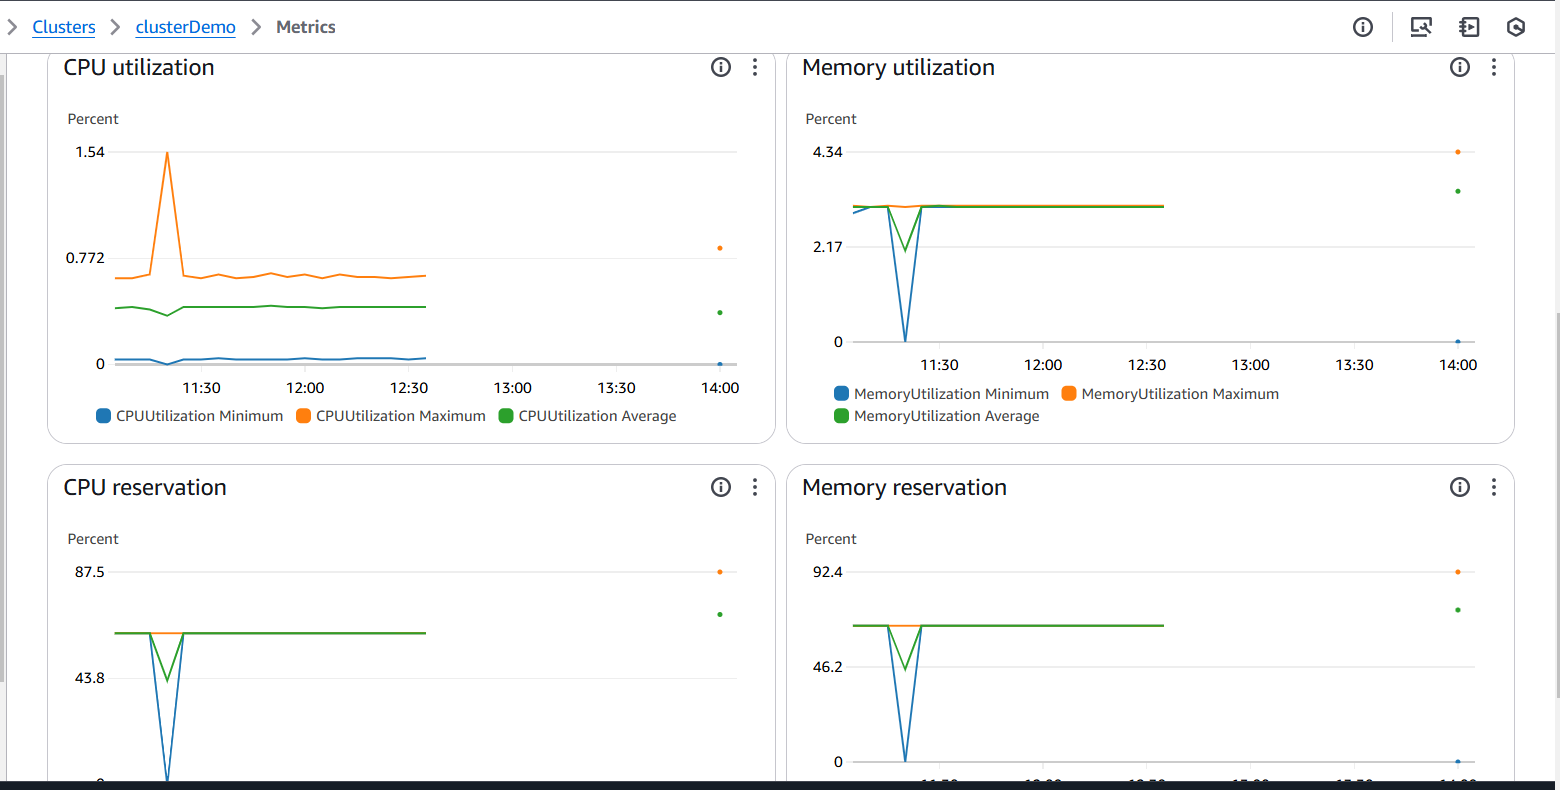 Clusters clusterDemo Metrics
CPU utilization
Percent
1.54
0.772
0
11:30 12:00 12:30 13:00 13:30 14:00
CPUUtilization Minimum CPUUtilization Maximum CPUUtilization Average
Memory utilization
Percent
4.34
2.17
0
11:30 12:00 12:30 13:00 13:30 14:00
MemoryUtilization Minimum MemoryUtilization Maximum
MemoryUtilization Average
CPU reservation
Percent
87.5
43.8
Memory reservation
Percent
92.4
46.2
0